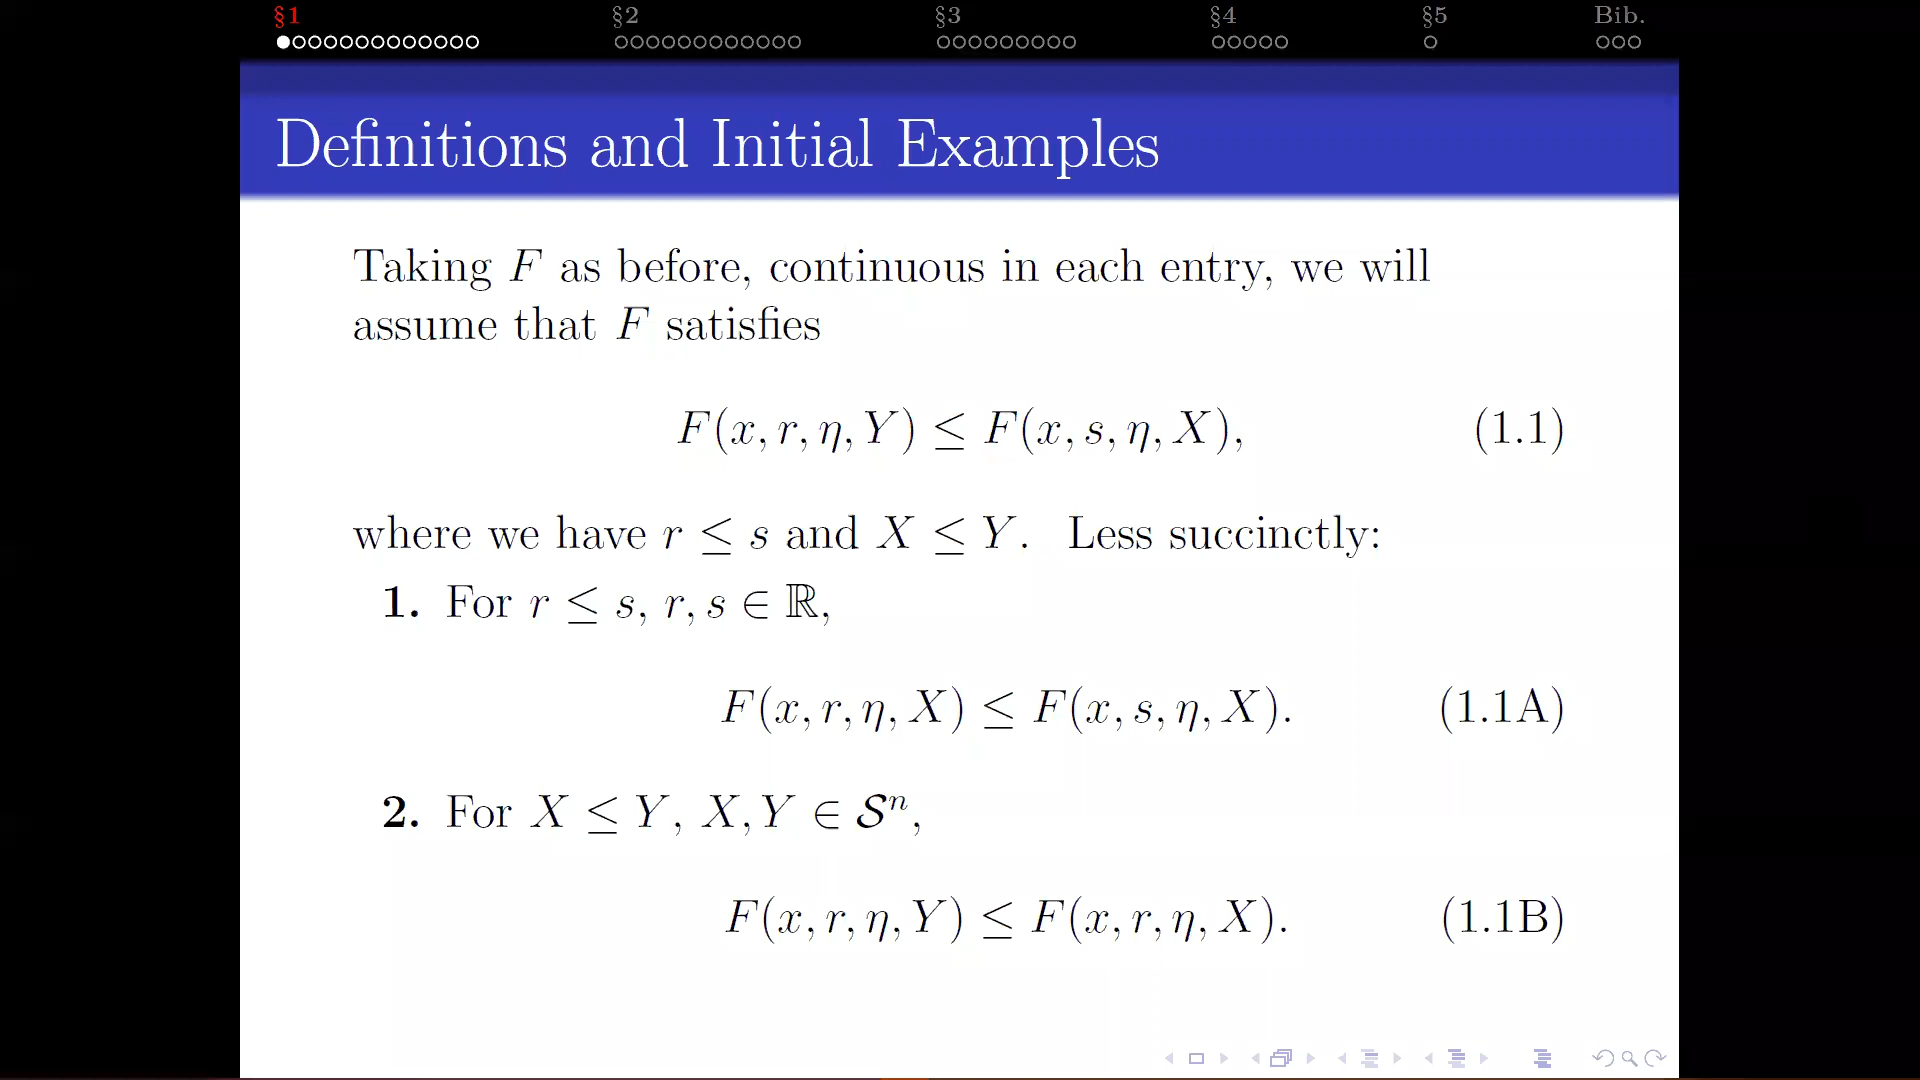 §1 §2 §3 §4 §5 Bib.
Definitions and Initial Examples
Taking F as before, continuous in each entry, we will
assume that F satisfies
F(x, r, η, Y) ≤ F(x, s, η, X), (1.1)
where we have r ≤ s and X ≤ Y. Less succinctly:
1. For r ≤ s, r, s ∈ ℝ,
F(x, r, η, X) ≤ F(x, s, η, X). (1.1A)
2. For X ≤ Y, X, Y ∈ 𝒮ⁿ,
F(x, r, η, Y) ≤ F(x, r, η, X). (1.1B)